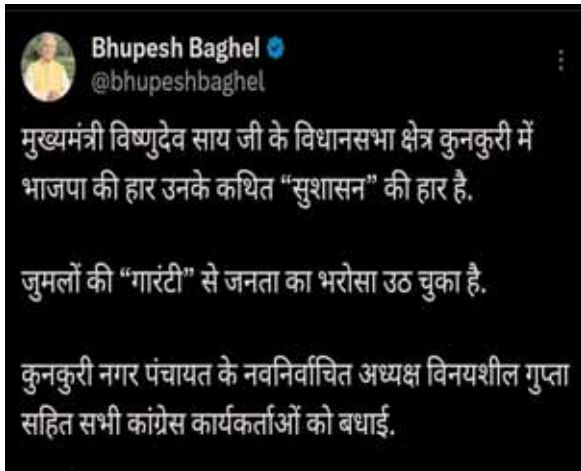 Bhupesh Baghel
@bhupeshbaghel
मुख्यमंत्री विष्णुदेव साय जी के विधानसभा क्षेत्र कुनकुरी में
भाजपा की हार उनके कथित “सुशासन” की हार है.
जुमलों की “गारंटी” से जनता का भरोसा उठ चुका है.
कुनकुरी नगर पंचायत के नवनिर्वाचित अध्यक्ष विनयशील गुप्ता
सहित सभी कांग्रेस कार्यकर्ताओं को बधाई.